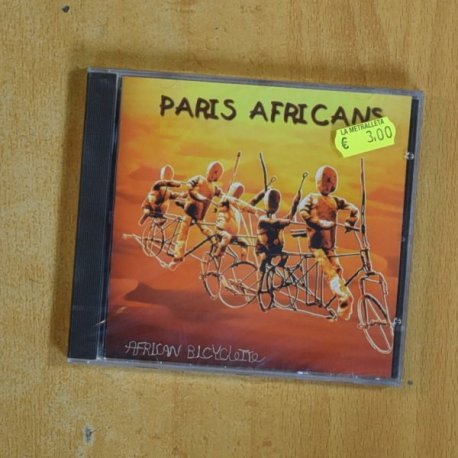 PARIS AFRICANS
LA METRALLETA
€ 3.00
AFRICAN BICYCLETTE